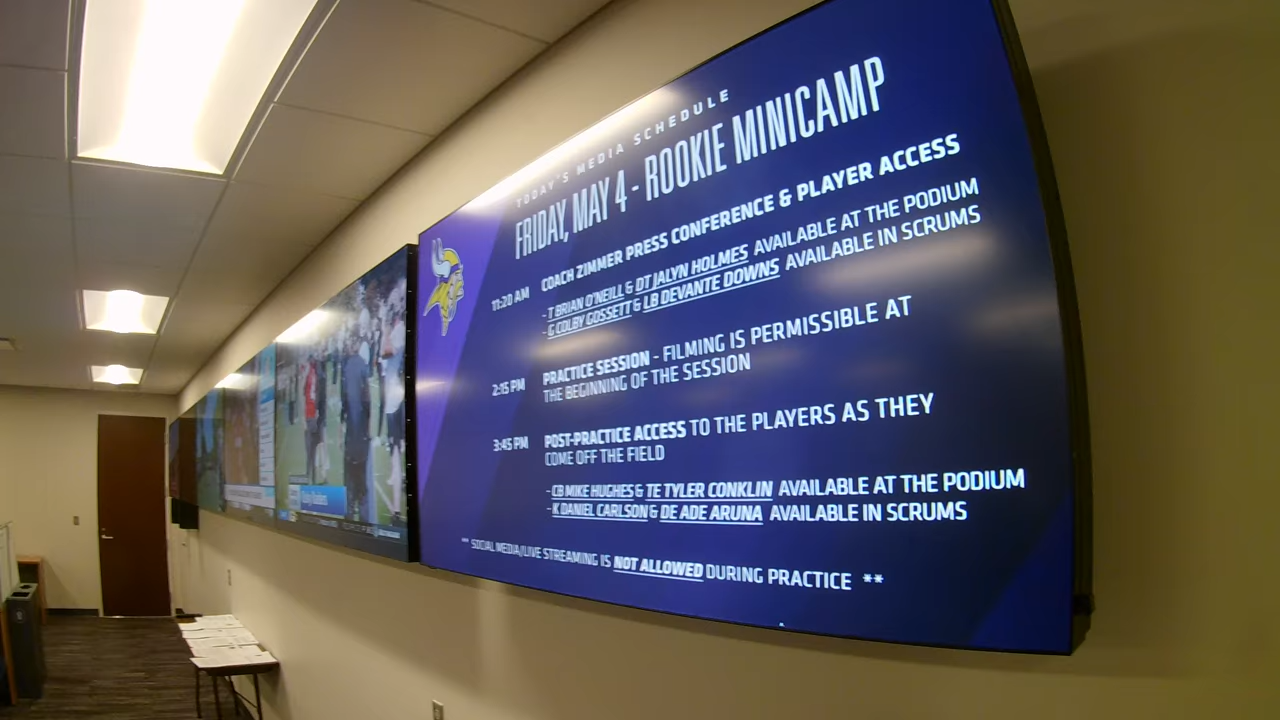 TODAY'S MEDIA SCHEDULE
FRIDAY, MAY 4 - ROOKIE MINICAMP
11:20 AM COACH ZIMMER PRESS CONFERENCE & PLAYER ACCESS
- T BRIAN O'NEILL & DT JALYN HOLMES AVAILABLE AT THE PODIUM
- G COLBY GOSSETT & LB DEVANTE DOWNS AVAILABLE IN SCRUMS
2:15 PM PRACTICE SESSION - FILMING IS PERMISSIBLE AT
THE BEGINNING OF THE SESSION
3:45 PM POST-PRACTICE ACCESS TO THE PLAYERS AS THEY
COME OFF THE FIELD
- CB MIKE HUGHES & TE TYLER CONKLIN AVAILABLE AT THE PODIUM
- K DANIEL CARLSON & DE ADE ARUNA AVAILABLE IN SCRUMS
** SOCIAL MEDIA/LIVE STREAMING IS NOT ALLOWED DURING PRACTICE **